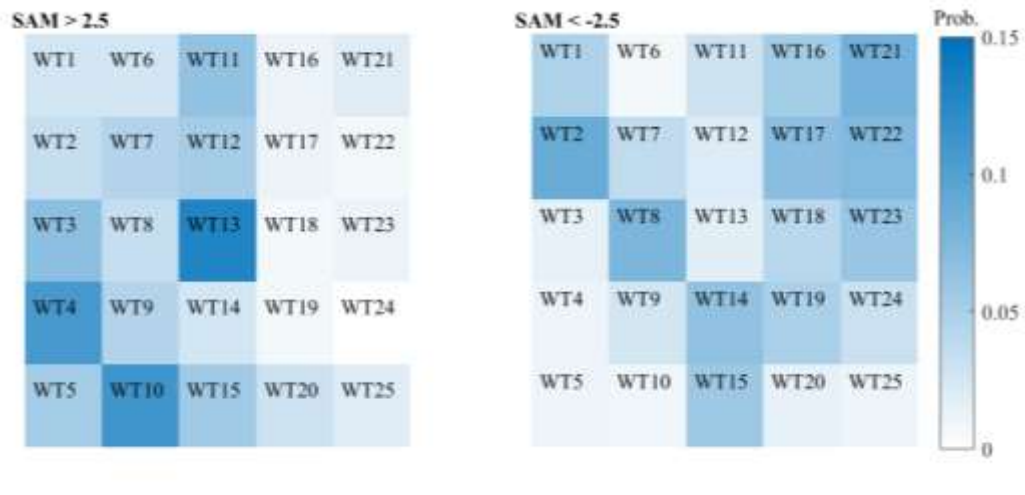 SAM > 2.5
WT1 WT6 WT11 WT16 WT21
WT2 WT7 WT12 WT17 WT22
WT3 WT8 WT13 WT18 WT23
WT4 WT9 WT14 WT19 WT24
WT5 WT10 WT15 WT20 WT25
SAM < -2.5
WT1 WT6 WT11 WT16 WT21
WT2 WT7 WT12 WT17 WT22
WT3 WT8 WT13 WT18 WT23
WT4 WT9 WT14 WT19 WT24
WT5 WT10 WT15 WT20 WT25
Prob.
0.15
0.1
0.05
0